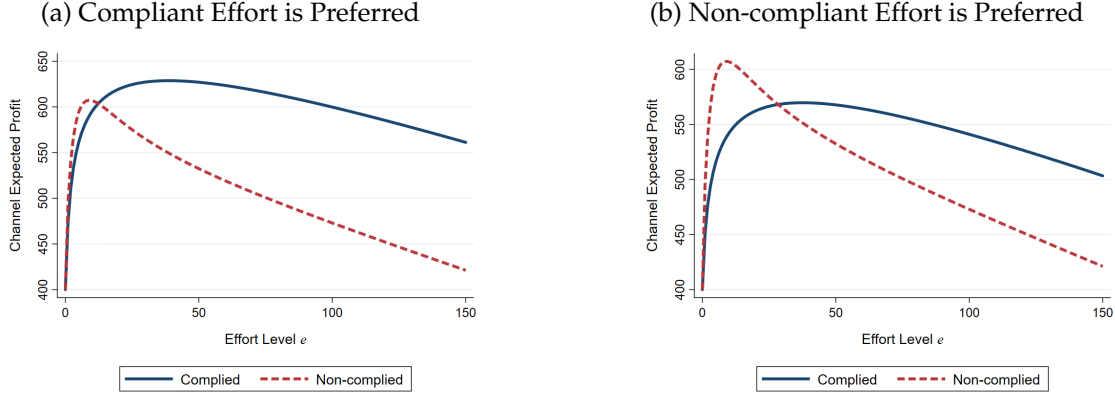 (a) Compliant Effort is Preferred
650
600
550
500
450
400
Channel Expected Profit
0
50
100
150
Effort Level e
Complied
Non-complied
(b) Non-compliant Effort is Preferred
600
550
500
450
400
Channel Expected Profit
0
50
100
150
Effort Level e
Complied
Non-complied